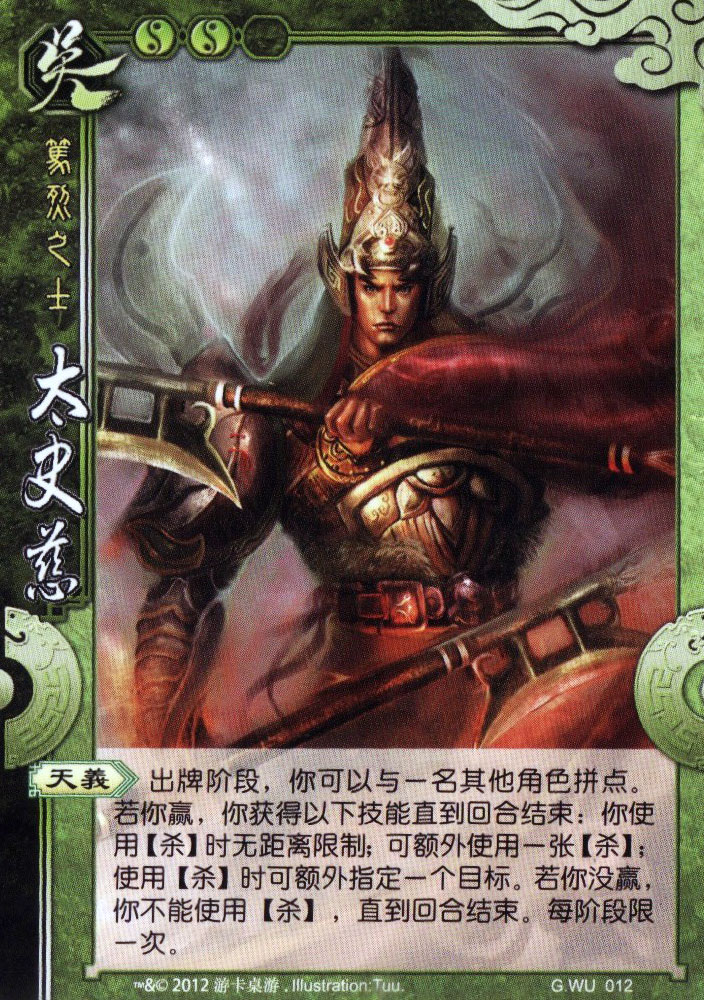 吴
篤烈之士
太史慈
天義
出牌阶段，你可以与一名其他角色拼点。
若你赢，你获得以下技能直到回合结束：你使
用【杀】时无距离限制；可额外使用一张【杀】；
使用【杀】时可额外指定一个目标。若你没赢，
你不能使用【杀】，直到回合结束。每阶段限
一次。
™&© 2012 游卡桌游 . Illustration:Tuu.
G.WU 012